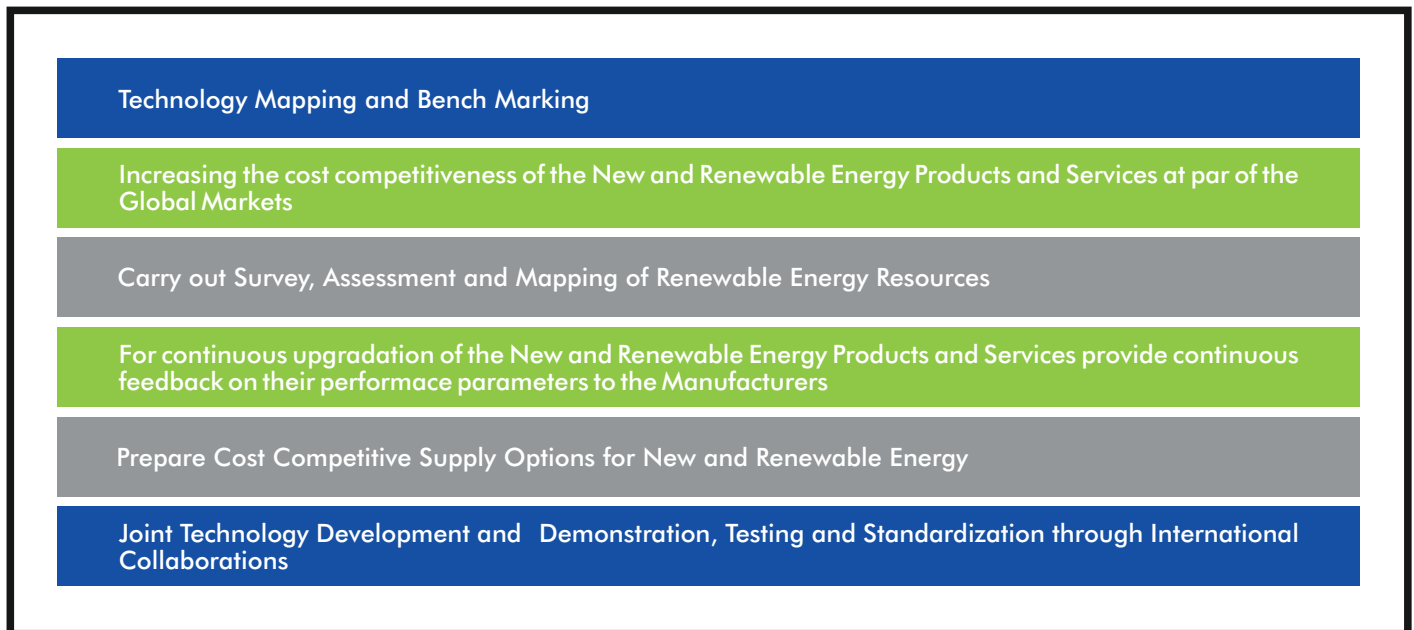 Technology Mapping and Bench Marking
Increasing the cost competitiveness of the New and Renewable Energy Products and Services at par of the
Global Markets
Carry out Survey, Assessment and Mapping of Renewable Energy Resources
For continuous upgradation of the New and Renewable Energy Products and Services provide continuous
feedback on their performace parameters to the Manufacturers
Prepare Cost Competitive Supply Options for New and Renewable Energy
Joint Technology Development and Demonstration, Testing and Standardization through International
Collaborations